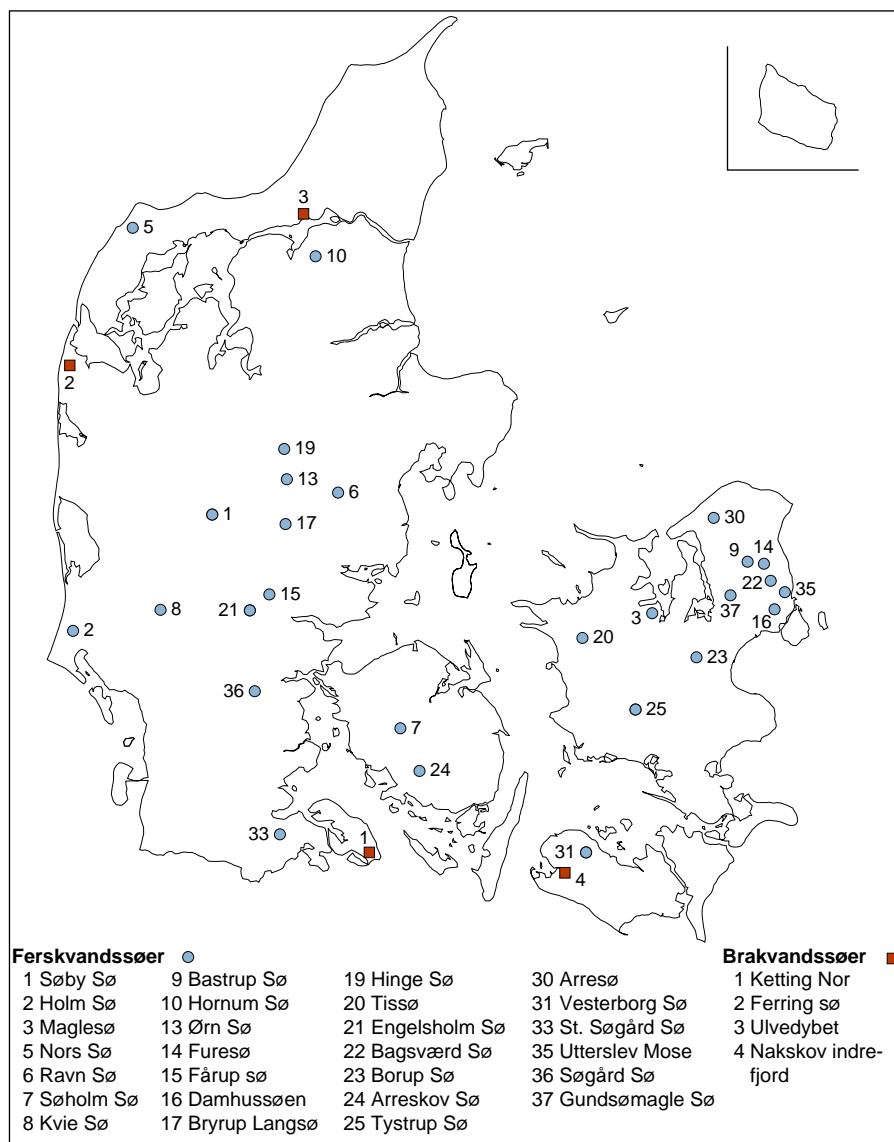 3
5
10
2
19
13
6
1
17
30
9
14
22
35
15
8
21
37
3
16
2
20
23
36
25
7
24
33
1
31
4
Ferskvandssøer
Brakvandssøer
1 Søby Sø
9 Bastrup Sø
19 Hinge Sø
30 Arresø
1 Ketting Nor
2 Holm Sø
10 Hornum Sø
20 Tissø
31 Vesterborg Sø
2 Ferring sø
3 Maglesø
13 Ørn Sø
21 Engelsholm Sø
33 St. Søgård Sø
3 Ulvedybet
5 Nors Sø
14 Furesø
22 Bagsværd Sø
35 Utterslev Mose
4 Nakskov indre-
6 Ravn Sø
15 Fårup sø
23 Borup Sø
36 Søgård Sø
fjord
7 Søholm Sø
16 Damhussøen
24 Arreskov Sø
37 Gundsømagle Sø
8 Kvie Sø
17 Bryrup Langsø
25 Tystrup Sø